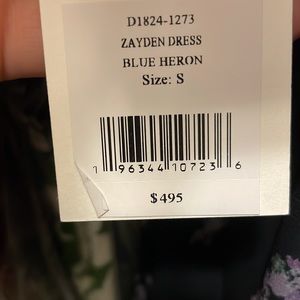 D1824-1273
ZAYDEN DRESS
BLUE HERON
Size: S
1 96344 10723 6
$495